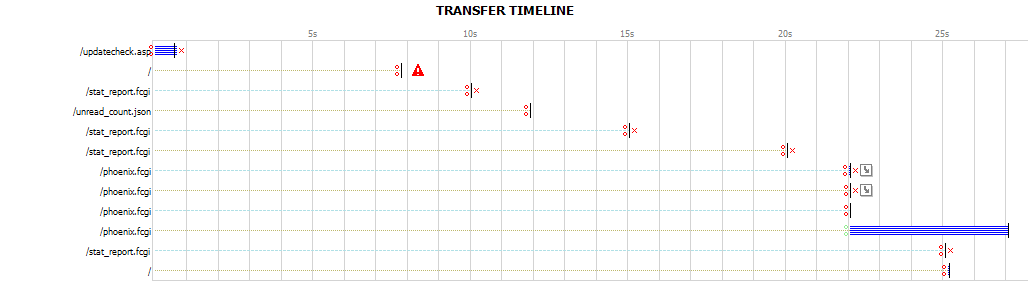 TRANSFER TIMELINE
5s 10s 15s 20s 25s
/updatecheck.asp
/
/stat_report.fcgi
/unread_count.json
/stat_report.fcgi
/stat_report.fcgi
/phoenix.fcgi
/phoenix.fcgi
/phoenix.fcgi
/phoenix.fcgi
/stat_report.fcgi
/